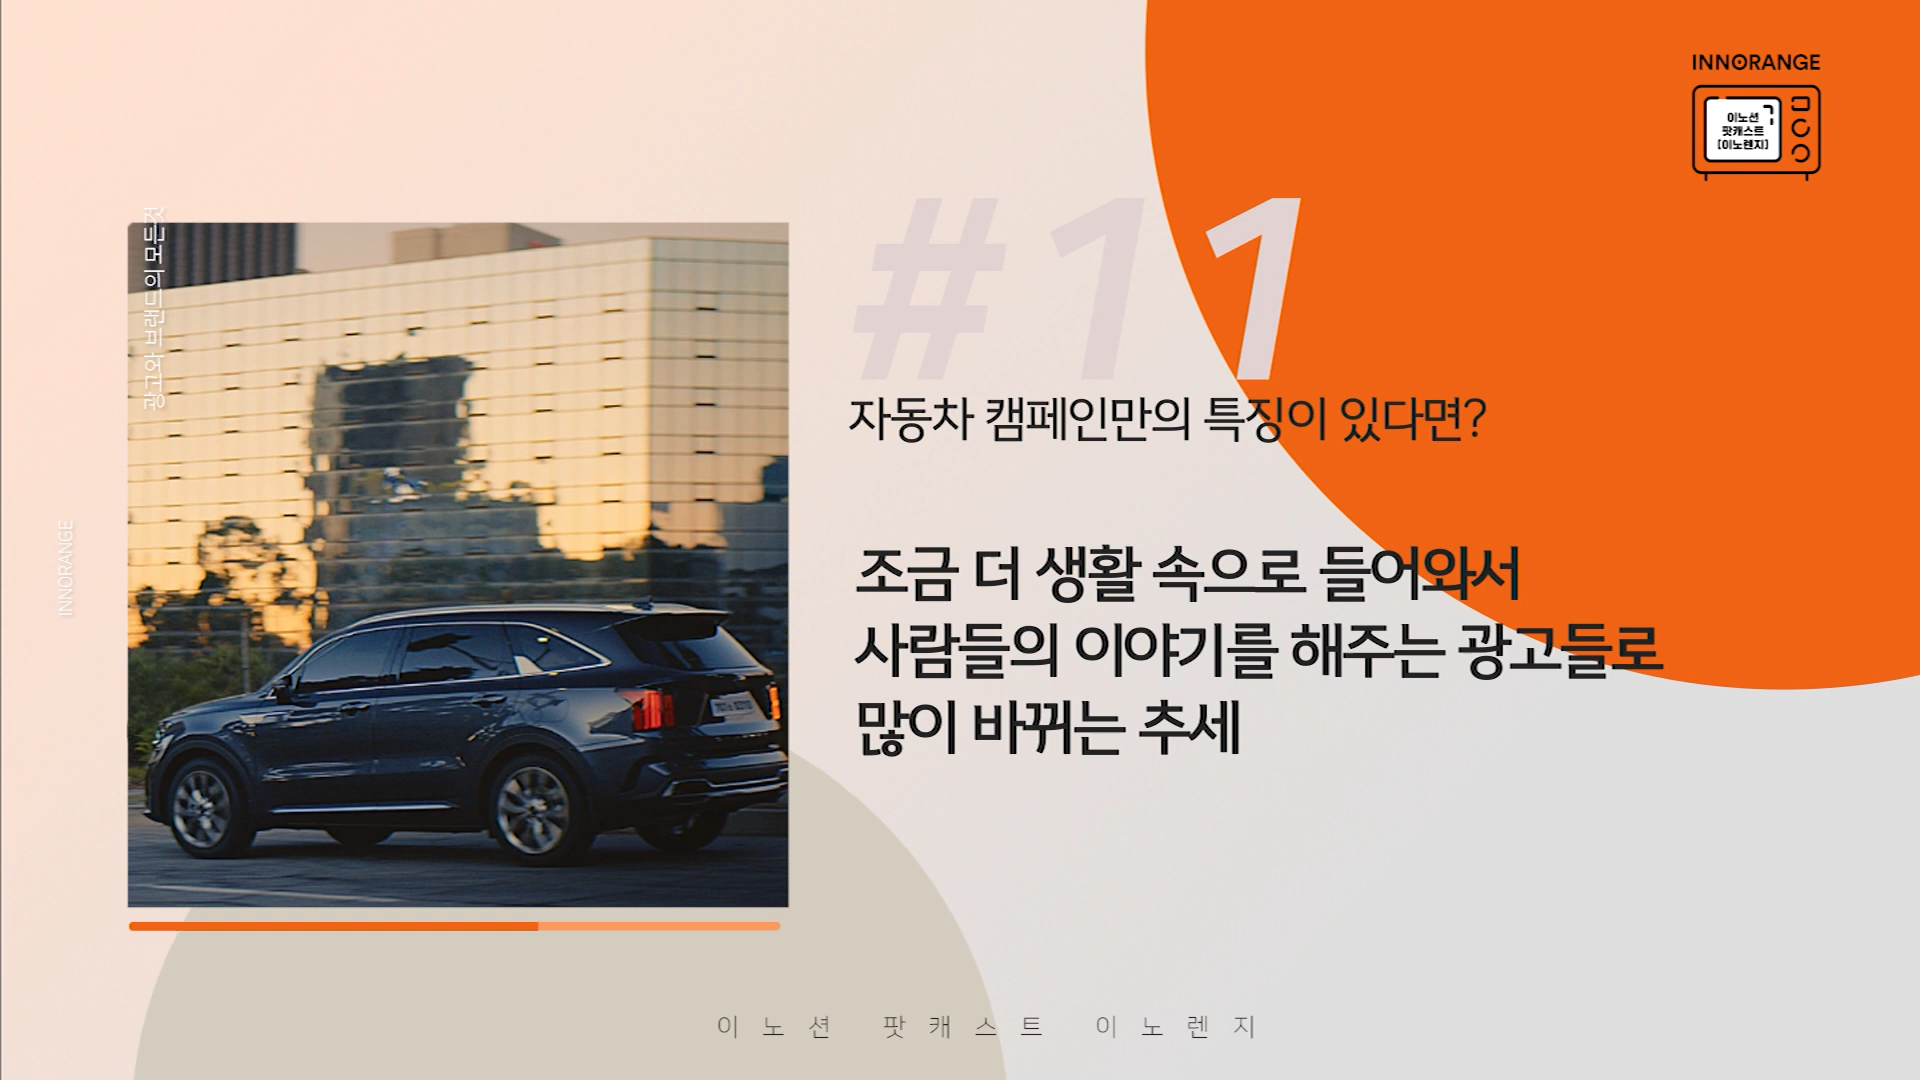 INNORANGE
이노션
팟캐스트
[이노렌지]
광고와 브랜드의 모든것
INNORANGE
#11
자동차 캠페인만의 특징이 있다면?
조금 더 생활 속으로 들어와서
사람들의 이야기를 해주는 광고들로
많이 바뀌는 추세
이노션 팟캐스트 이노렌지